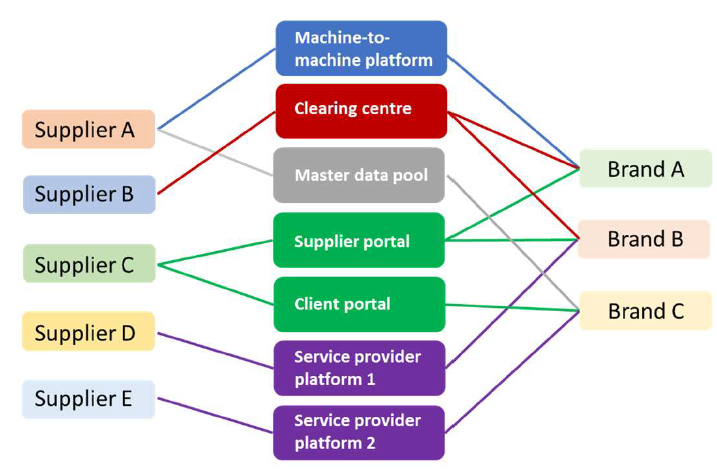 Supplier A
Supplier B
Supplier C
Supplier D
Supplier E
Machine-to-
machine platform
Clearing centre
Master data pool
Supplier portal
Client portal
Service provider
platform 1
Service provider
platform 2
Brand A
Brand B
Brand C